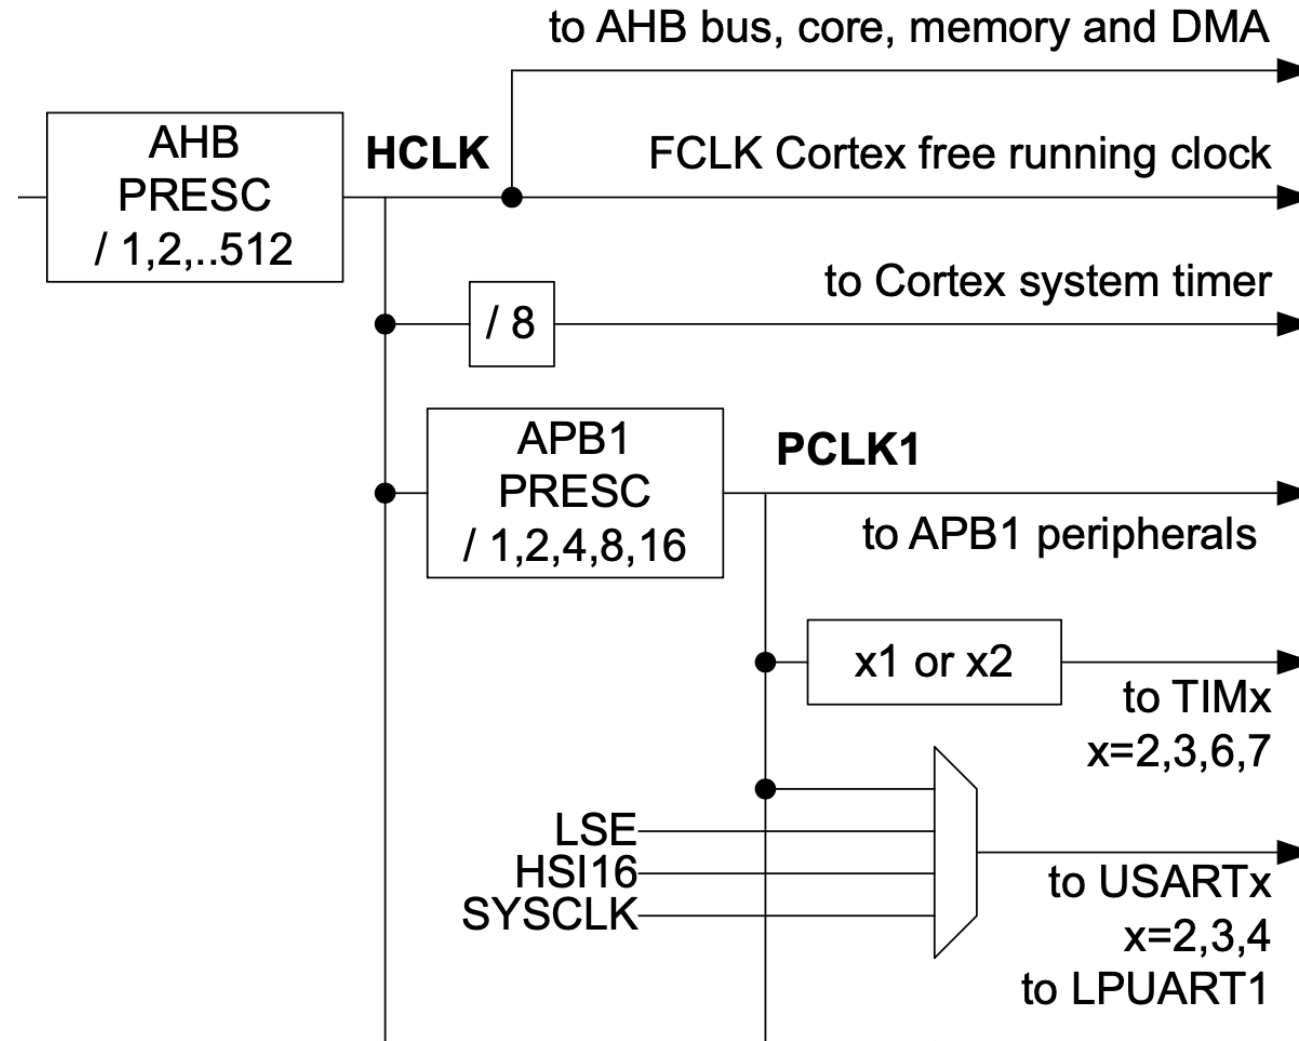 to AHB bus, core, memory and DMA
AHB
PRESC
/ 1,2,..512
HCLK
FCLK Cortex free running clock
to Cortex system timer
/ 8
APB1
PRESC
/ 1,2,4,8,16
PCLK1
to APB1 peripherals
x1 or x2
to TIMx
x=2,3,6,7
LSE
HSI16
SYSCLK
to USARTx
x=2,3,4
to LPUART1